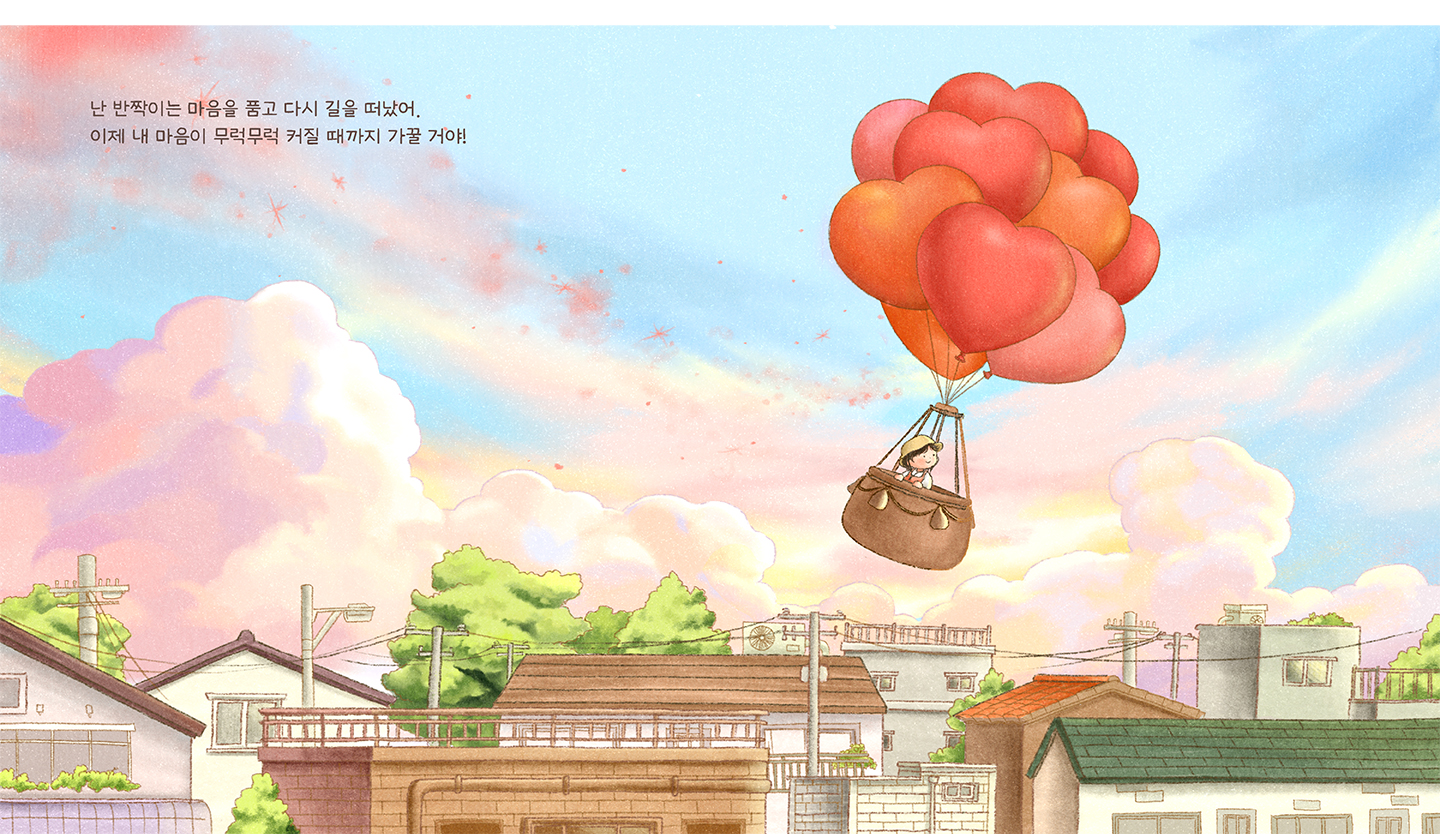 난 반짝이는 마음을 품고 다시 길을 떠났어.
이제 내 마음이 무럭무럭 커질 때까지 가꿀 거야!